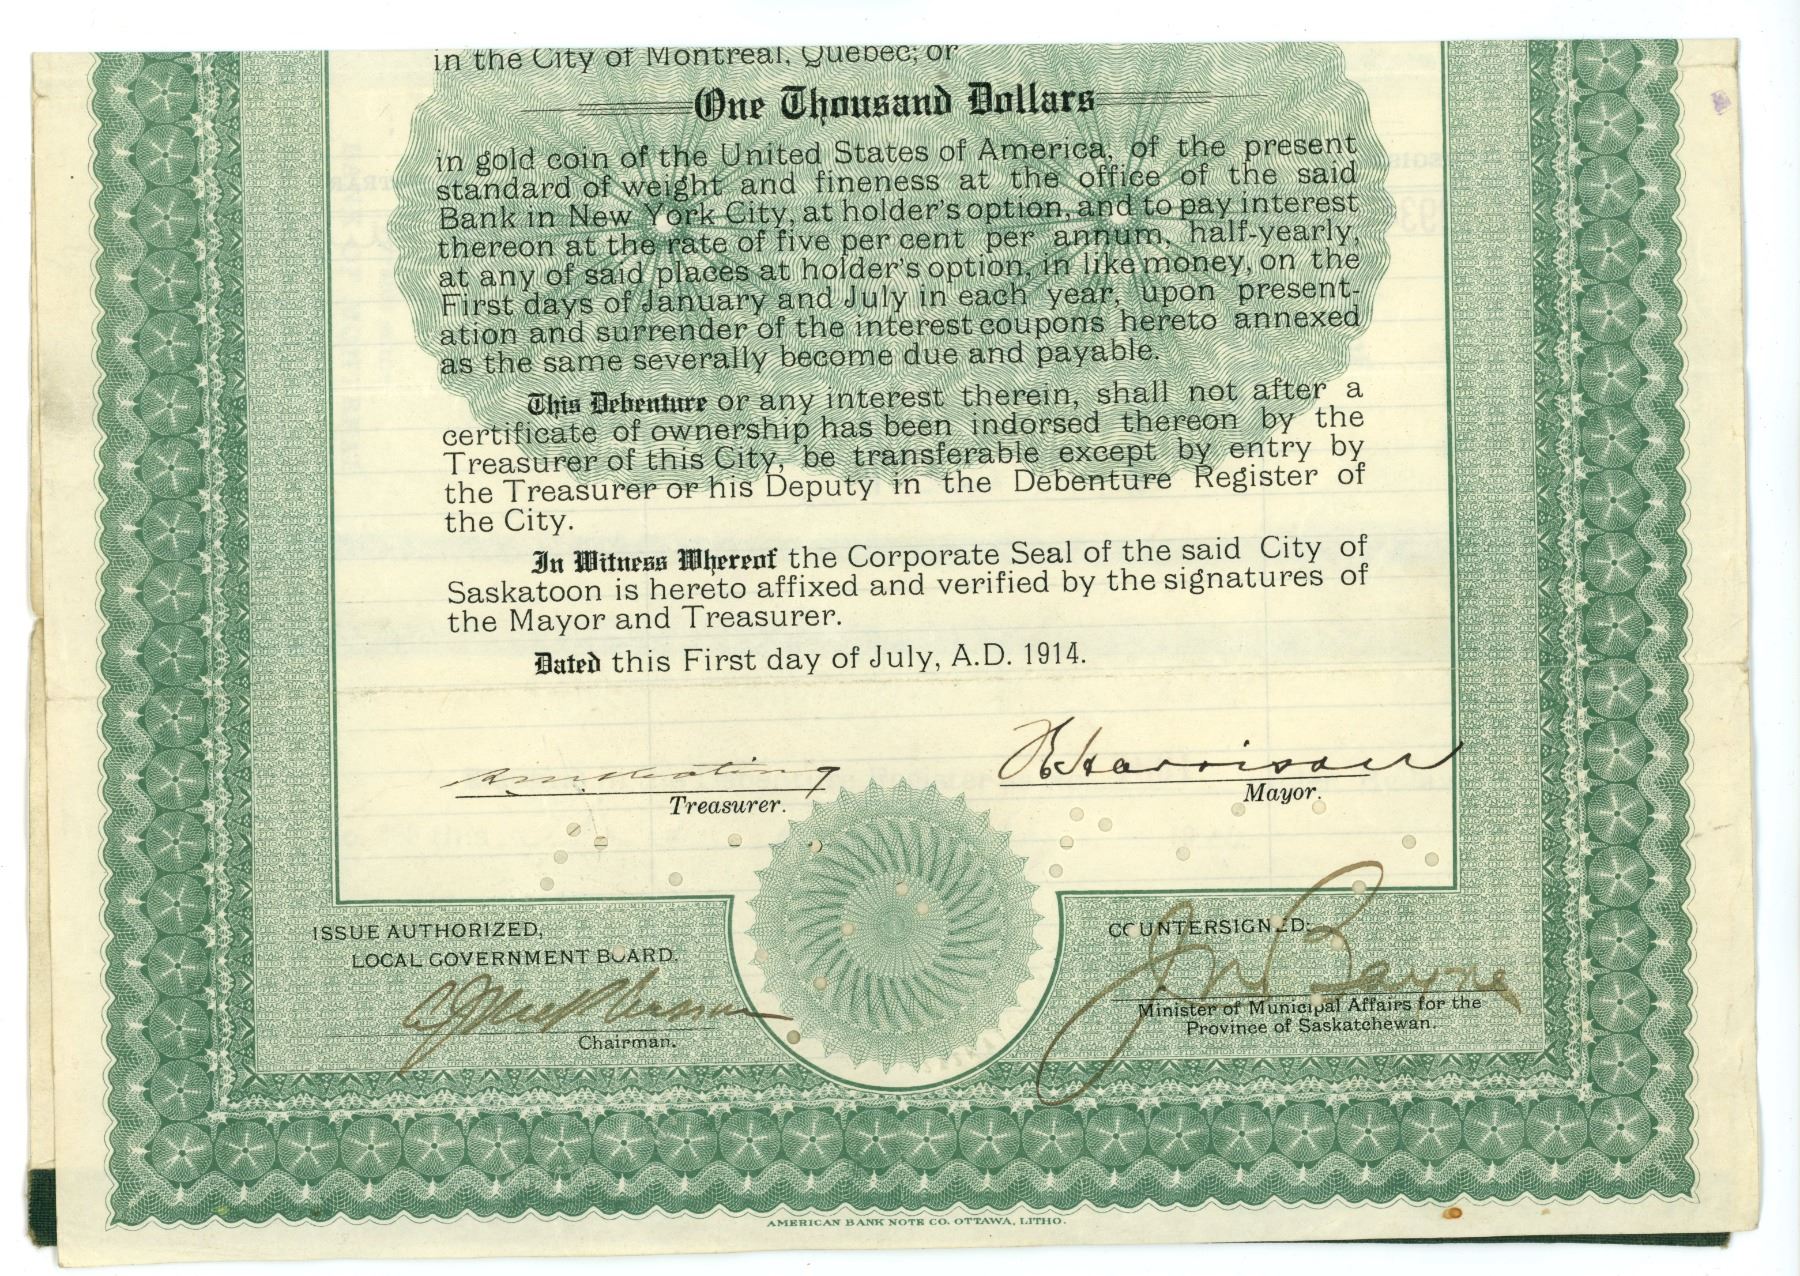 in the City of Montreal, Quebec; or
One Thousand Dollars
in gold coin of the United States of America, of the present
standard of weight and fineness at the office of the said
Bank in New York City, at holder's option, and to pay interest
thereon at the rate of five per cent per annum, half-yearly,
at any of said places at holder's option, in like money, on the
First days of January and July in each year, upon present-
ation and surrender of the interest coupons hereto annexed
as the same severally become due and payable.
This Debenture or any interest therein, shall not after a
certificate of ownership has been indorsed thereon by the
Treasurer of this City, be transferable except by entry by
the Treasurer or his Deputy in the Debenture Register of
the City.
In Witness Whereof the Corporate Seal of the said City of
Saskatoon is hereto affixed and verified by the signatures of
the Mayor and Treasurer.
Dated this First day of July, A.D. 1914.
Harrison
Treasurer.
Mayor.
ISSUE AUTHORIZED,
LOCAL GOVERNMENT BOARD.
Chairman.
COUNTERSIGNED:
J N Bayne
Minister of Municipal Affairs for the
Province of Saskatchewan.
AMERICAN BANK NOTE CO. OTTAWA, LITHO.